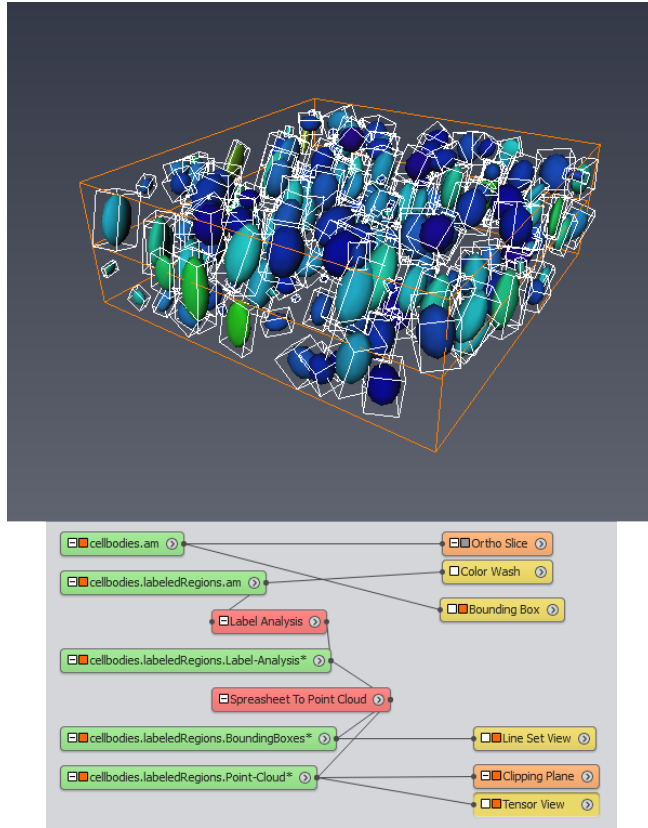 cellbodies.am
Ortho Slice
Color Wash
cellbodies.labeledRegions.am
Bounding Box
Label Analysis
cellbodies.labeledRegions.Label-Analysis*
Spreasheet To Point Cloud
cellbodies.labeledRegions.BoundingBoxes*
Line Set View
cellbodies.labeledRegions.Point-Cloud*
Clipping Plane
Tensor View